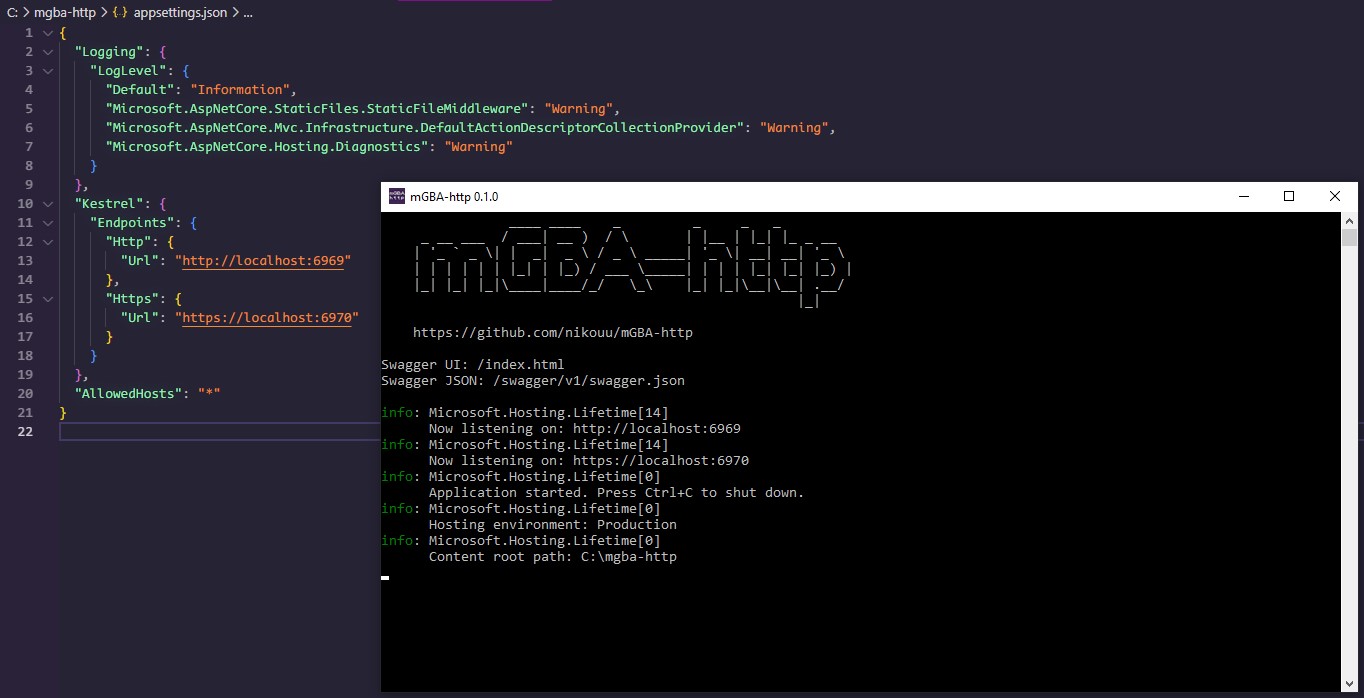 C: > mgba-http > {} appsettings.json > ...
1 {
2 "Logging": {
3 "LogLevel": {
4 "Default": "Information",
5 "Microsoft.AspNetCore.StaticFiles.StaticFileMiddleware": "Warning",
6 "Microsoft.AspNetCore.Mvc.Infrastructure.DefaultActionDescriptorCollectionProvider": "Warning",
7 "Microsoft.AspNetCore.Hosting.Diagnostics": "Warning"
8 }
9 },
10 "Kestrel": {
11 "Endpoints": {
12 "Http": {
13 "Url": "http://localhost:6969"
14 },
15 "Https": {
16 "Url": "https://localhost:6970"
17 }
18 }
19 },
20 "AllowedHosts": "*"
21 }
22
mGBA-http 0.1.0
mGBA-http
https://github.com/nikouu/mGBA-http
Swagger UI: /index.html
Swagger JSON: /swagger/v1/swagger.json
info: Microsoft.Hosting.Lifetime[14]
Now listening on: http://localhost:6969
info: Microsoft.Hosting.Lifetime[14]
Now listening on: https://localhost:6970
info: Microsoft.Hosting.Lifetime[0]
Application started. Press Ctrl+C to shut down.
info: Microsoft.Hosting.Lifetime[0]
Hosting environment: Production
info: Microsoft.Hosting.Lifetime[0]
Content root path: C:\mgba-http